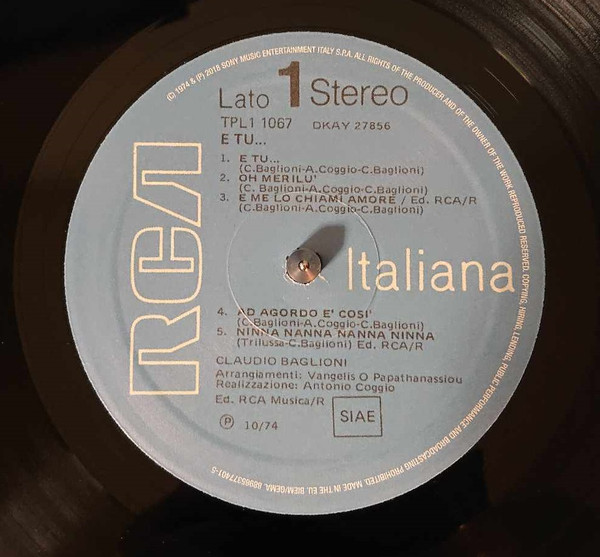 (C) 1974 & (P) 2018 SONY MUSIC ENTERTAINMENT ITALY S.P.A. ALL RIGHTS OF THE PRODUCER AND OF THE OWNER OF THE WORK REPRODUCED RESERVED. COPYING, HIRING, LENDING, PUBLIC PERFORMANCE AND BROADCASTING PROHIBITED. MADE IN THE EU. BIEM/GEMA. 88985377401-S
Lato 1 Stereo
TPL1 1067 DKAY 27856
E TU...
1. E TU...
(C.Baglioni-A.Coggio-C.Baglioni)
2. OH MERILU'
(C. Baglioni-A.Coggio-C.Baglioni)
3. E ME LO CHIAMI AMORE / Ed. RCA/R
(C.Baglioni-A.Coggio-C.Baglioni)
RCA
Italiana
4. AD AGORDO E' COSI'
(C.Baglioni-A.Coggio-C.Baglioni)
5. NINNA NANNA NANNA NINNA
(Trilussa-C.Baglioni) Ed. RCA/R
CLAUDIO BAGLIONI
Arrangiamenti: Vangelis O Papathanassiou
Realizzazione: Antonio Coggio
Ed. RCA Musica/R
SIAE
Ⓟ 10/74